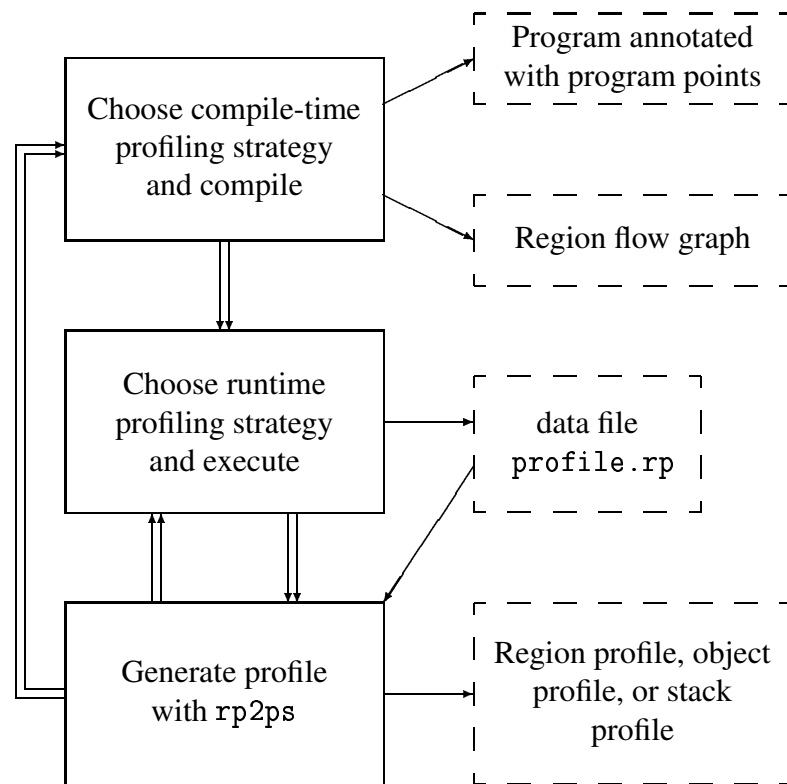 Program annotated
with program points
Choose compile-time
profiling strategy
and compile
Region flow graph
Choose runtime
profiling strategy
and execute
data file
profile.rp
Generate profile
with rp2ps
Region profile, object
profile, or stack
profile